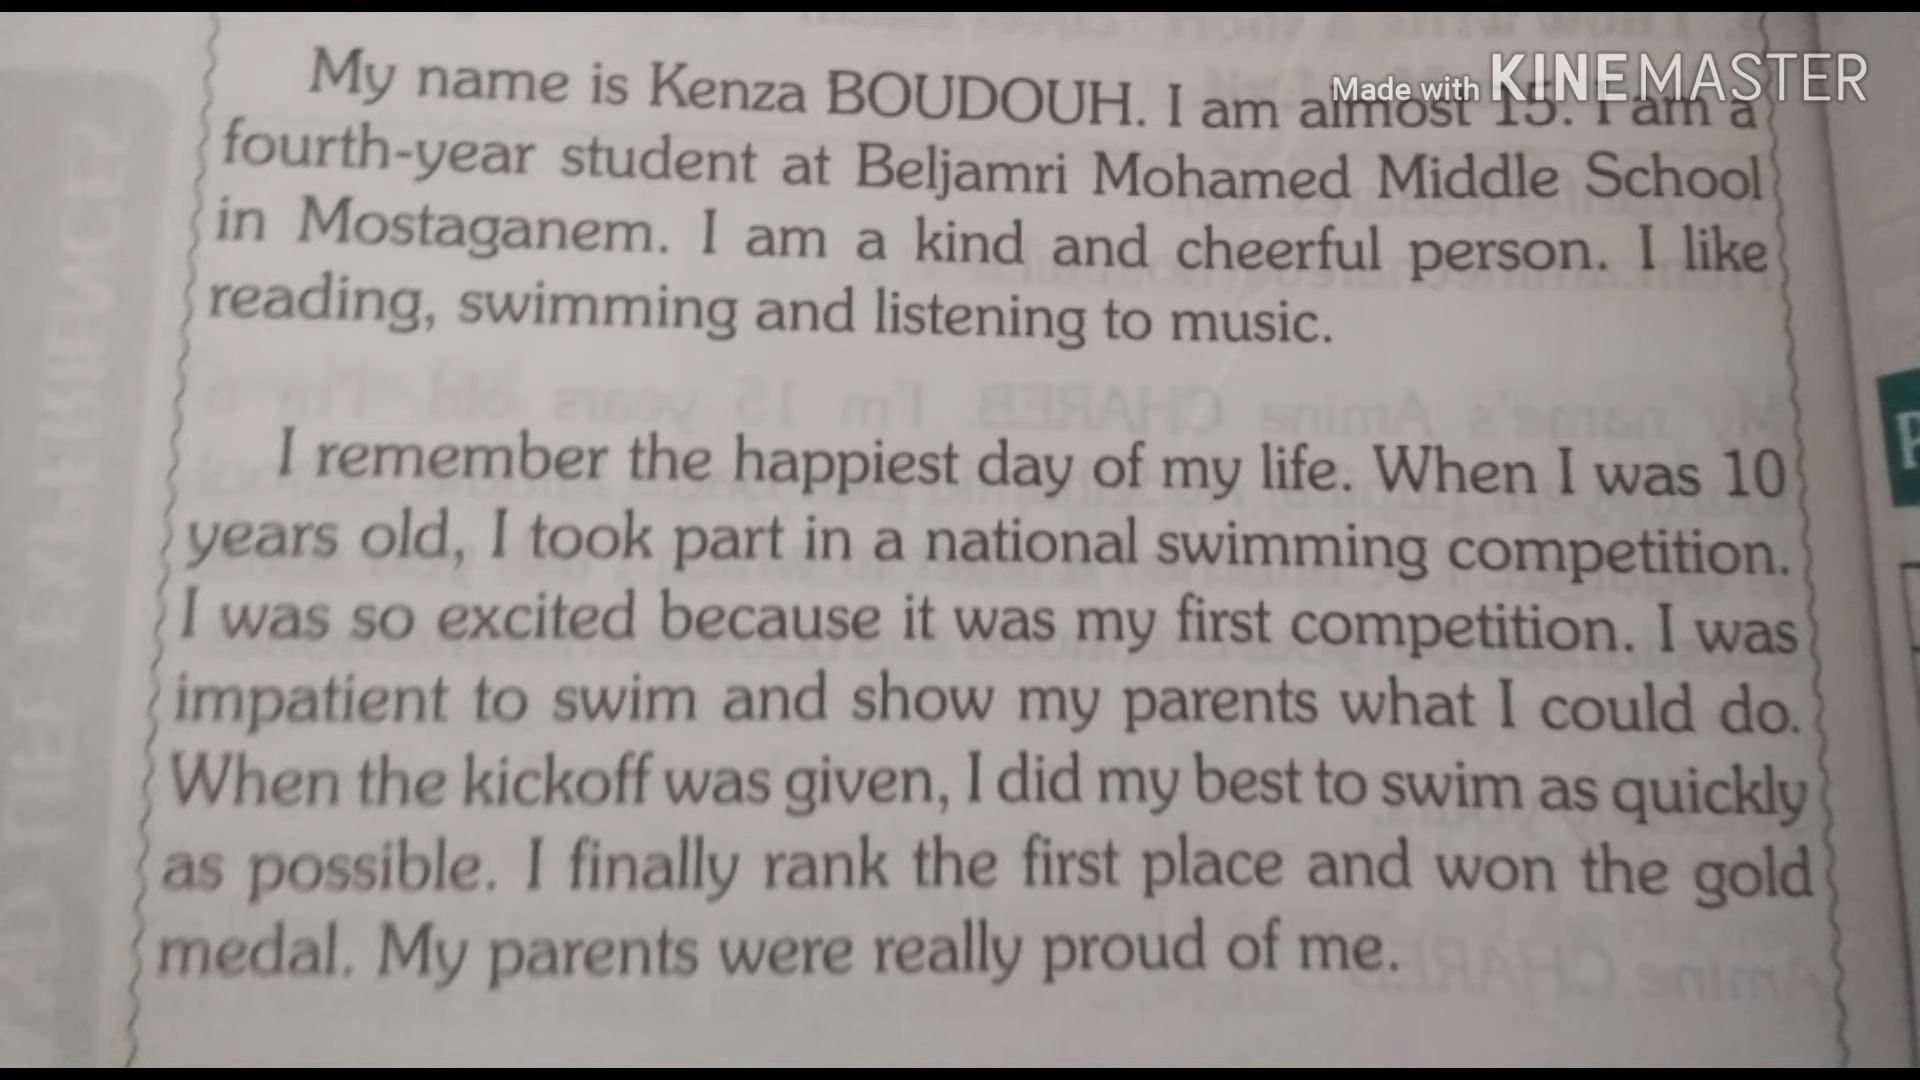 Made with KINEMASTER
My name is Kenza BOUDOUH. I am almost 15. I am a
fourth-year student at Beljamri Mohamed Middle School
in Mostaganem. I am a kind and cheerful person. I like
reading, swimming and listening to music.
I remember the happiest day of my life. When I was 10
years old, I took part in a national swimming competition.
I was so excited because it was my first competition. I was
impatient to swim and show my parents what I could do.
When the kickoff was given, I did my best to swim as quickly
as possible. I finally rank the first place and won the gold
medal. My parents were really proud of me.